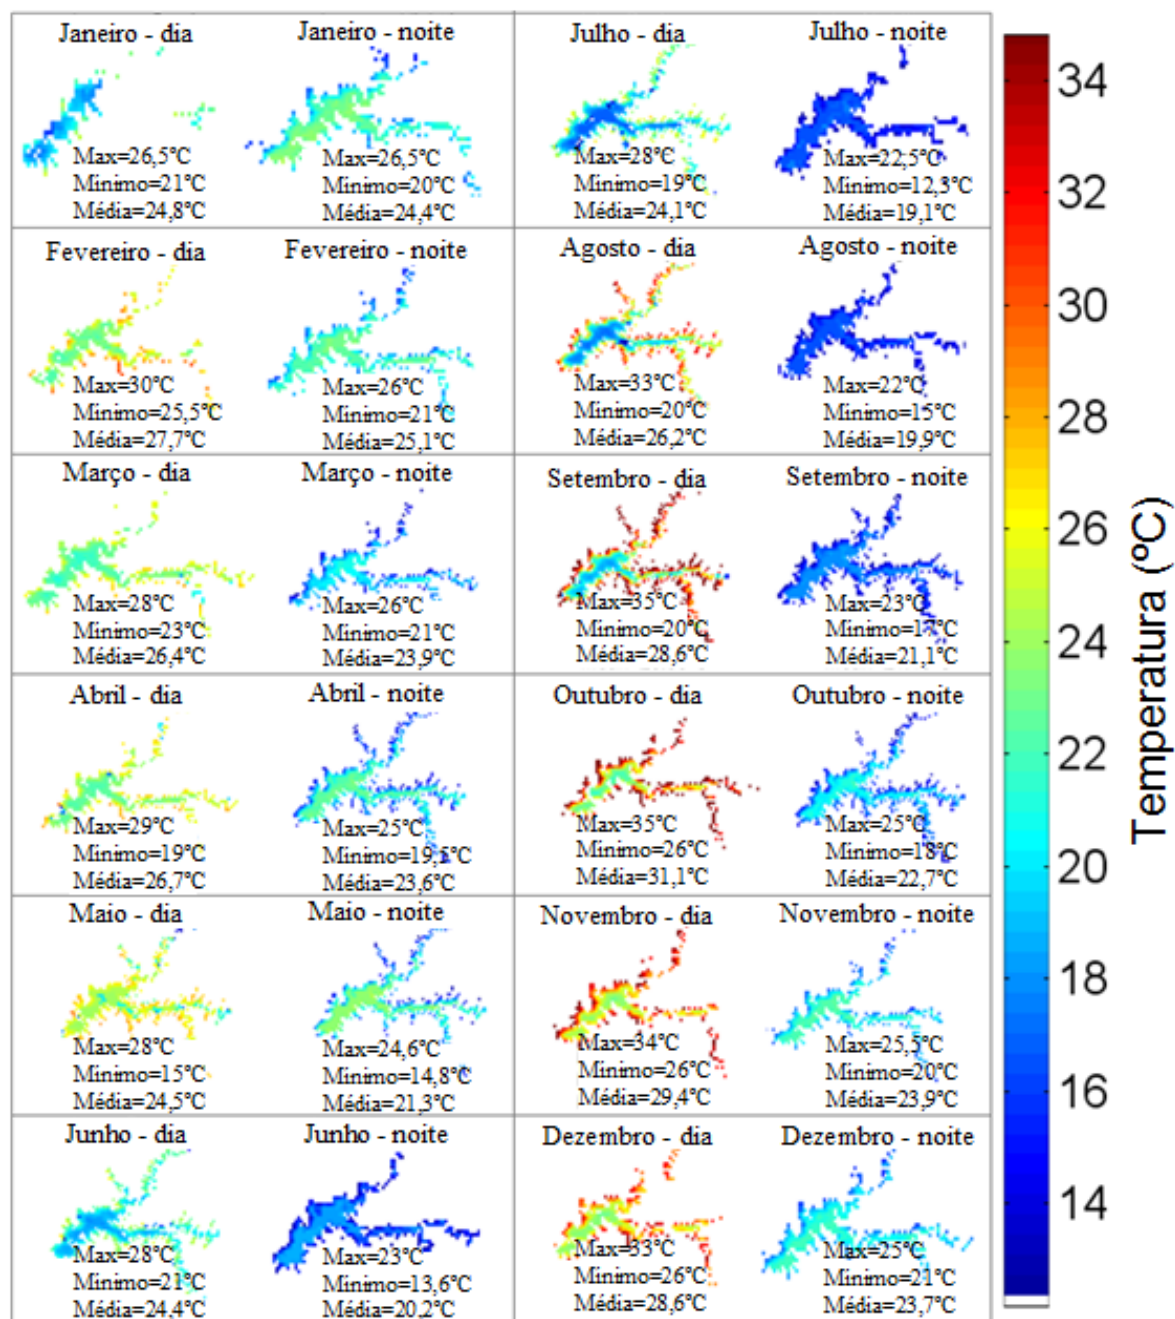 Janeiro - dia
Max=26,5°C
Minimo=21°C
Média=24,8°C
Janeiro - noite
Max=26,5°C
Minimo=20°C
Média=24,4°C
Julho - dia
Max=28°C
Minimo=19°C
Média=24,1°C
Julho - noite
Max=22,5°C
Minimo=12,3°C
Média=19,1°C
Fevereiro - dia
Max=30°C
Minimo=25,5°C
Média=27,7°C
Fevereiro - noite
Max=26°C
Minimo=21°C
Média=25,1°C
Agosto - dia
Max=33°C
Minimo=20°C
Média=26,2°C
Agosto - noite
Max=22°C
Minimo=15°C
Média=19,9°C
Março - dia
Max=28°C
Minimo=23°C
Média=26,4°C
Março - noite
Max=26°C
Minimo=21°C
Média=23,9°C
Setembro - dia
Max=35°C
Minimo=20°C
Média=28,6°C
Setembro - noite
Max=23°C
Minimo=17°C
Média=21,1°C
Abril - dia
Max=29°C
Minimo=19°C
Média=26,7°C
Abril - noite
Max=25°C
Minimo=19,5°C
Média=23,6°C
Outubro - dia
Max=35°C
Minimo=26°C
Média=31,1°C
Outubro - noite
Max=25°C
Minimo=18°C
Média=22,7°C
Maio - dia
Max=28°C
Minimo=15°C
Média=24,5°C
Maio - noite
Max=24,6°C
Minimo=14,8°C
Média=21,3°C
Novembro - dia
Max=34°C
Minimo=26°C
Média=29,4°C
Novembro - noite
Max=25,5°C
Minimo=20°C
Média=23,9°C
Junho - dia
Max=28°C
Minimo=21°C
Média=24,4°C
Junho - noite
Max=23°C
Minimo=13,6°C
Média=20,2°C
Dezembro - dia
Max=33°C
Minimo=26°C
Média=28,6°C
Dezembro - noite
Max=25°C
Minimo=21°C
Média=23,7°C
34
32
30
28
26
24
22
20
18
16
14
Temperatura (ºC)